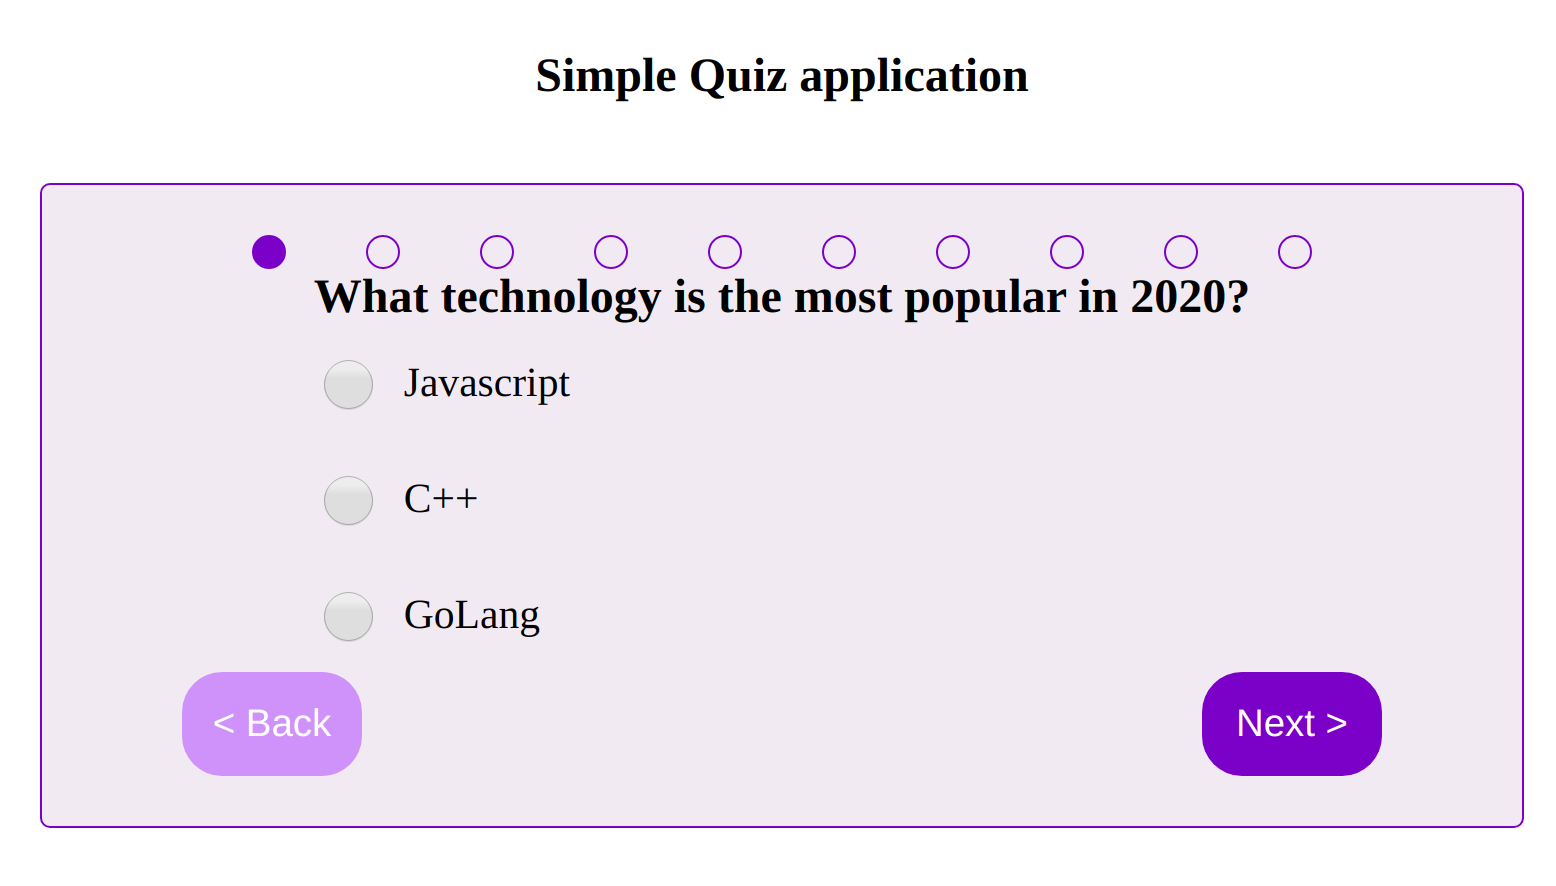 Simple Quiz application
What technology is the most popular in 2020?
Javascript
C++
GoLang
< Back
Next >